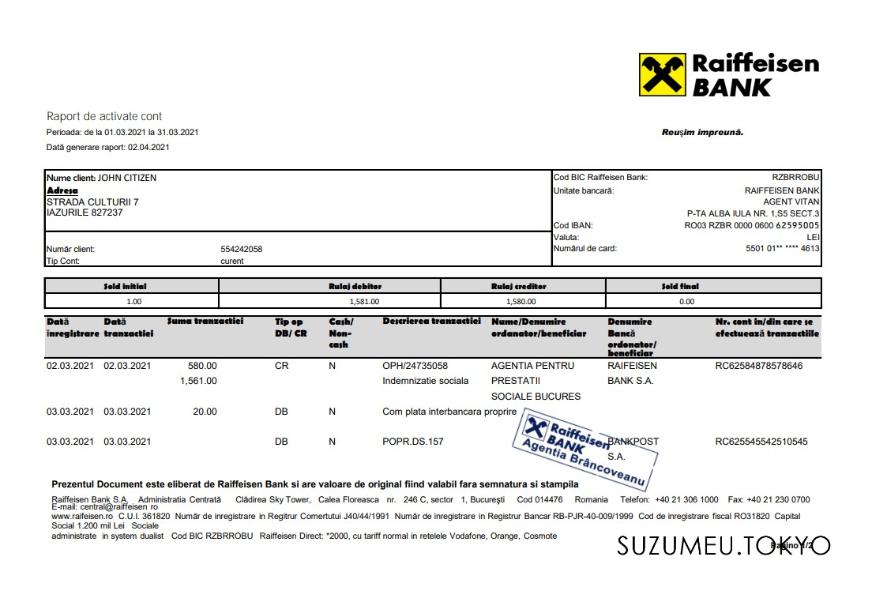 Raiffeisen
BANK
Raport de activate cont
Perioada: de la 01.03.2021 la 31.03.2021
Reușim împreună.
Dată generare raport: 02.04.2021
Nume client: JOHN CITIZEN
Adresa
STRADA CULTURII 7
IAZURILE 827237
Număr client: 554242058
Tip Cont: curent
Cod BIC Raiffeisen Bank: RZBRROBU
Unitate bancară: RAIFFEISEN BANK
AGENT VITAN
P-TA ALBA IULA NR. 1,S5 SECT.3
Cod IBAN: RO03 RZBR 0000 0600 62595005
Valuta: LEI
Numărul de card: 5501 01** **** 4613
Sold initial Rulaj debitor Rulaj creditor Sold final
1.00 1,581.00 1,580.00 0.00
Dată înregistrare Dată tranzactiei Suma tranzactiei Tip op DB/ CR Cash/ Non-cash Descrierea tranzactiei Nume/Denumire ordanator/beneficiar Denumire Bancă ordonator/ beneficiar Nr. cont in/din care se efectuează tranzactiile
02.03.2021 02.03.2021 580.00 CR N OPH/24735058 AGENTIA PENTRU RAIFEISEN RC62584878578646
1,561.00 Indemnizatie sociala PRESTATII BANK S.A.
SOCIALE BUCURES
03.03.2021 03.03.2021 20.00 DB N Com plata interbancara proprire
03.03.2021 03.03.2021 DB N POPR.DS.157 BANKPOST RC625545542510545
S.A.
Raiffeisen
BANK
Agentia Brâncoveanu
Prezentul Document este eliberat de Raiffeisen Bank si are valoare de original fiind valabil fara semnatura si stampila
Raiffeisen Bank S.A. Administratia Centrată Clădirea Sky Tower, Calea Floreasca nr. 246 C, sector 1, București Cod 014476 Romania Telefon: +40 21 306 1000 Fax: +40 21 230 0700
E-mail: central@raiffeisen ro
www.raifeisen.ro C.U.I. 361820 Număr de inregistrare in Regitrur Comertutui J40/44/1991 Număr de inregistrare in Registrur Bancar RB-PJR-40-009/1999 Cod de inregistrare fiscal RO31820 Capital
Social 1.200 mil Lei Sociale
administrate in system dualist Cod BIC RZBRROBU Raiffeisen Direct: *2000, cu tariff normal in retelele Vodafone, Orange, Cosmote
SUZUMEU.TOKYO